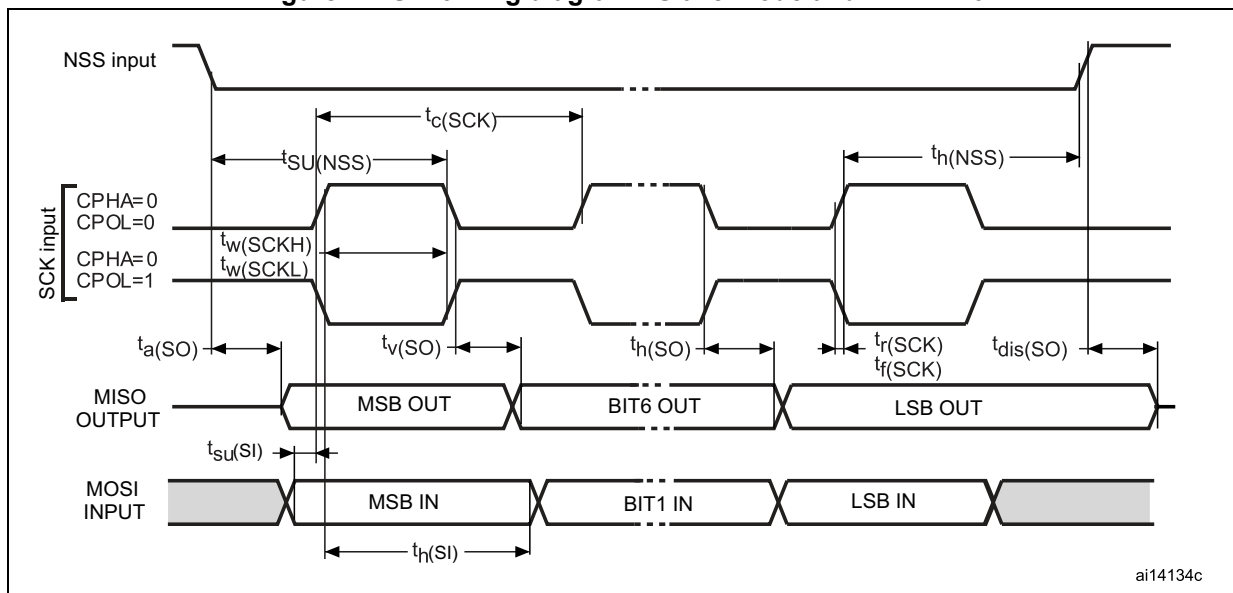 NSS input
tc(SCK)
tSU(NSS)
th(NSS)
SCK input
CPHA=0
CPOL=0
tw(SCKH)
CPHA=0
tw(SCKL)
CPOL=1
ta(SO)
tv(SO)
th(SO)
tr(SCK)
tf(SCK)
tdis(SO)
MISO
OUTPUT
MSB OUT
BIT6 OUT
LSB OUT
tsu(SI)
MOSI
INPUT
MSB IN
BIT1 IN
LSB IN
th(SI)
ai14134c